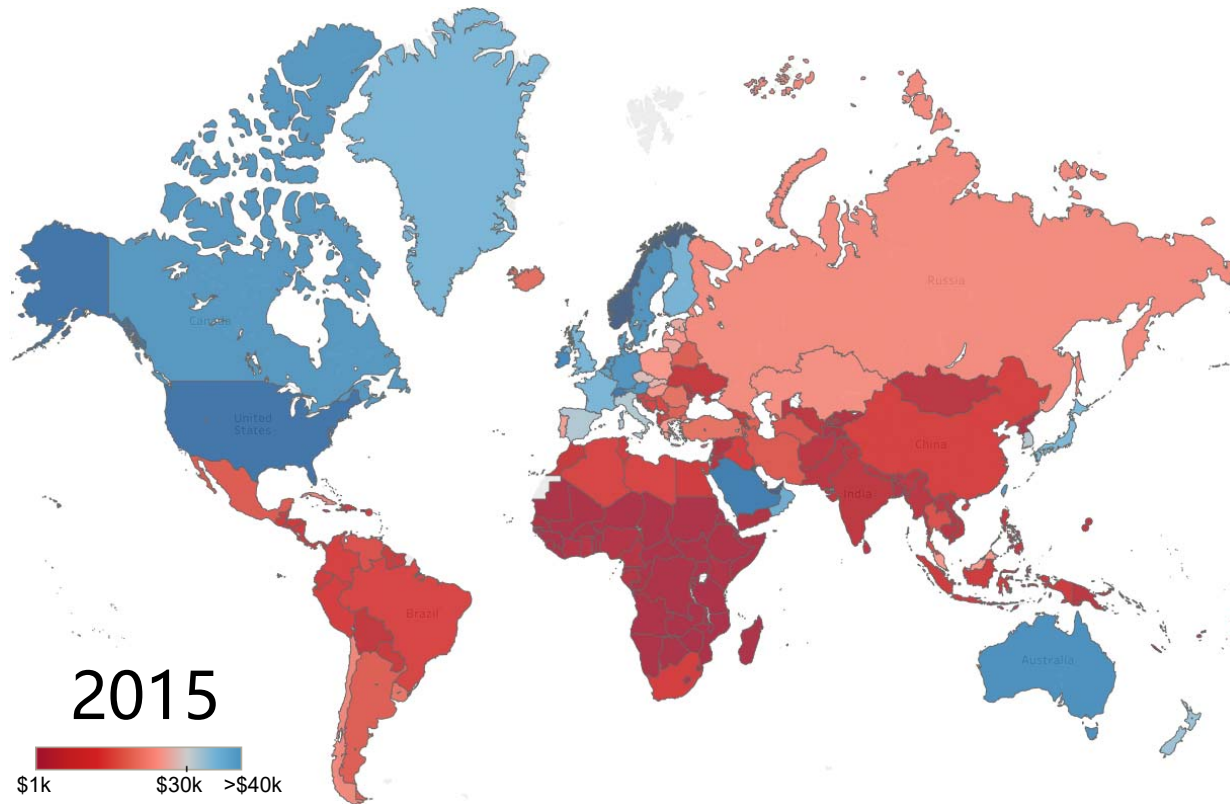 Russia
Canada
United
States
China
India
Brazil
Australia
2015
$1k
$30k
>$40k